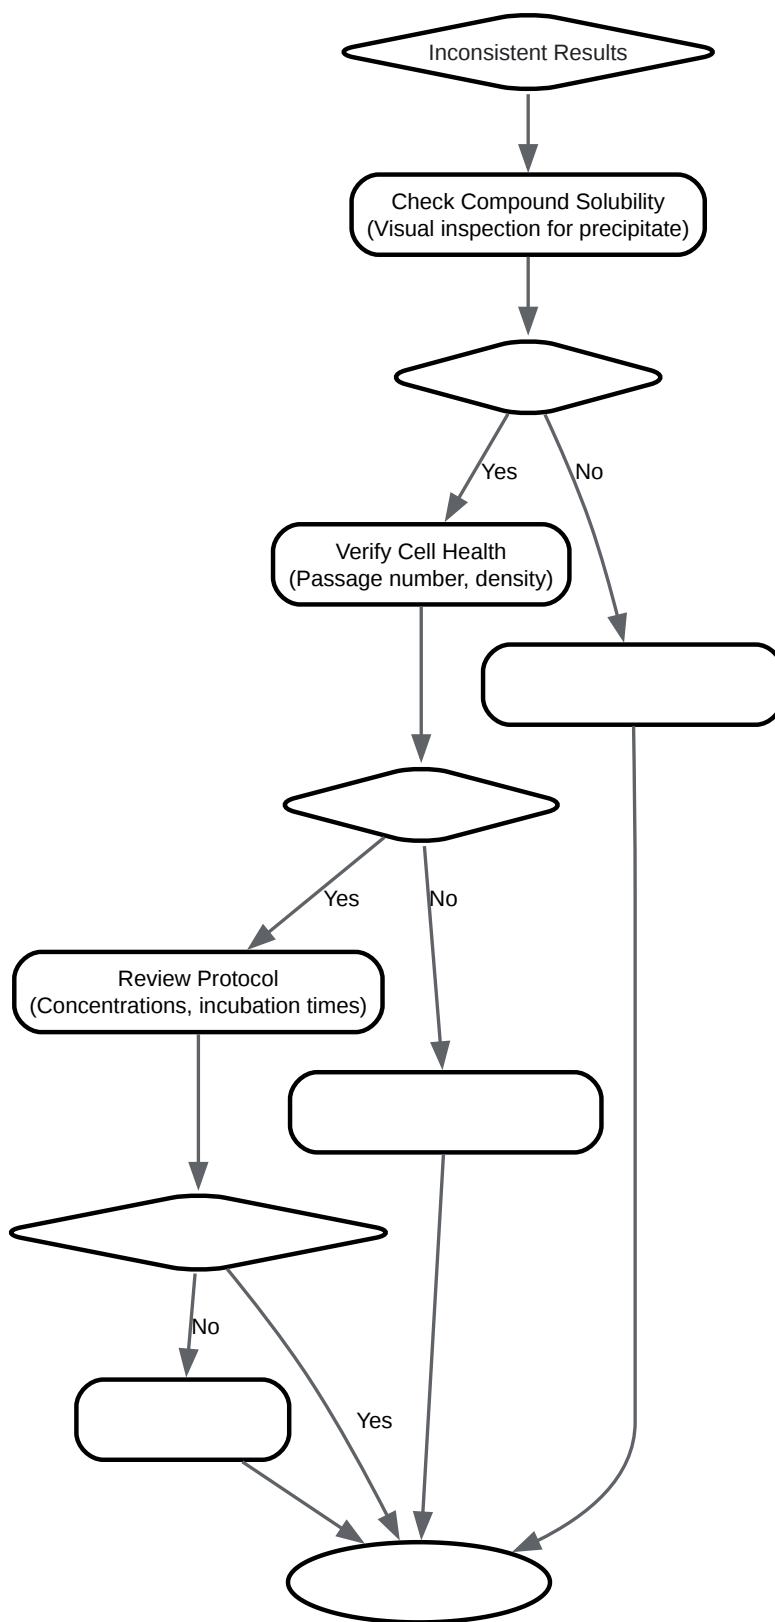 Inconsistent Results
Check Compound Solubility
(Visual inspection for precipitate)
Yes
No
Verify Cell Health
(Passage number, density)
Yes
No
Review Protocol
(Concentrations, incubation times)
No
Yes